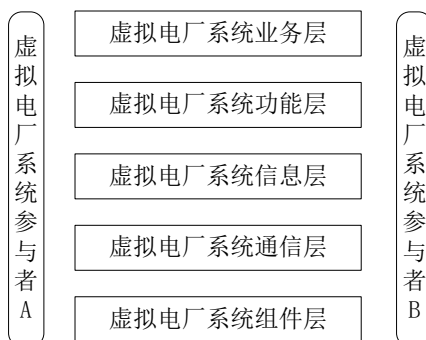 虚拟电厂系统参与者A
虚拟电厂系统业务层
虚拟电厂系统功能层
虚拟电厂系统信息层
虚拟电厂系统通信层
虚拟电厂系统组件层
虚拟电厂系统参与者B